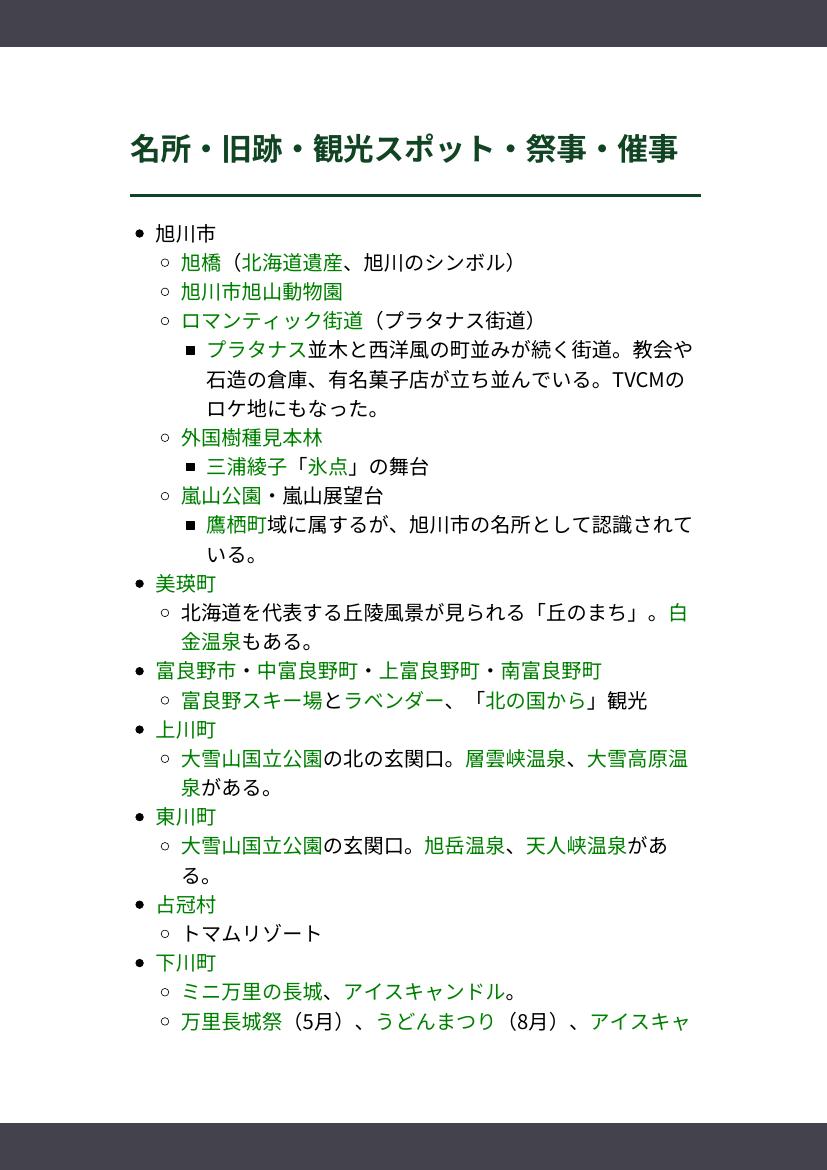 名所・旧跡・観光スポット・祭事・催事
旭川市
旭橋（北海道遺産、旭川のシンボル）
旭川市旭山動物園
ロマンティック街道（プラタナス街道）
プラタナス並木と西洋風の町並みが続く街道。教会や
石造の倉庫、有名菓子店が立ち並んでいる。TVCMの
ロケ地にもなった。
外国樹種見本林
三浦綾子「氷点」の舞台
嵐山公園・嵐山展望台
鷹栖町域に属するが、旭川市の名所として認識されて
いる。
美瑛町
北海道を代表する丘陵風景が見られる「丘のまち」。白
金温泉もある。
富良野市・中富良野町・上富良野町・南富良野町
富良野スキー場とラベンダー、「北の国から」観光
上川町
大雪山国立公園の北の玄関口。層雲峡温泉、大雪高原温
泉がある。
東川町
大雪山国立公園の玄関口。旭岳温泉、天人峡温泉があ
る。
占冠村
トマムリゾート
下川町
ミニ万里の長城、アイスキャンドル。
万里長城祭（5月）、うどんまつり（8月）、アイスキャ